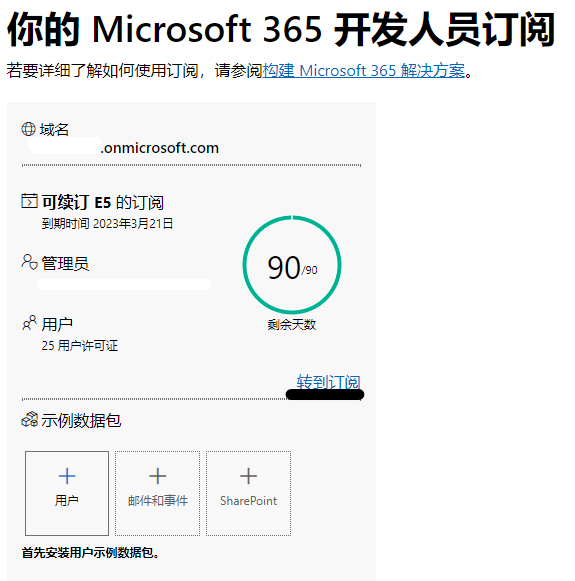 你的 Microsoft 365 开发人员订阅
若要详细了解如何使用订阅，请参阅构建 Microsoft 365 解决方案。
域名
.onmicrosoft.com
可续订 E5 的订阅
到期时间 2023年3月21日
管理员
90/90
剩余天数
用户
25 用户许可证
转到订阅
示例数据包
用户
邮件和事件
SharePoint
首先安装用户示例数据包。